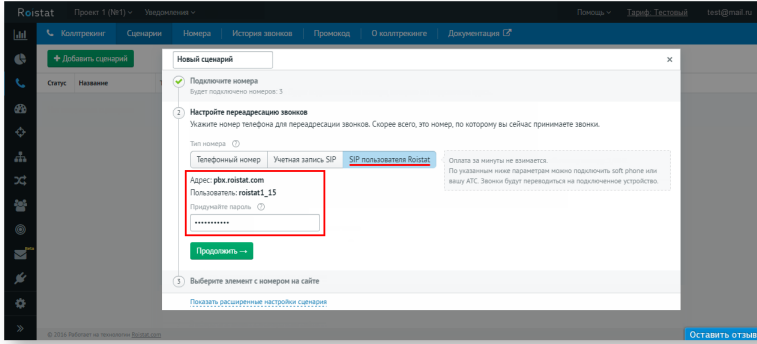 Roistat Проект 1 (№1) Уведомления Помощь Тариф: Тестовый test@mail.ru
Коллтрекинг Сценарии Номера История звонков Промокод О коллтрекинге Документация
+ Добавить сценарий
Новый сценарий ×
Статус Название
Подключите номера
Будет подключено номеров: 3
2 Настройте переадресацию звонков
Укажите номер телефона для переадресации звонков. Скорее всего, это номер, по которому вы сейчас принимаете звонки.
Тип номера ?
Телефонный номер Учетная запись SIP SIP пользователя Roistat
Оплата за минуты не взимается.
По указанным ниже параметрам можно подключить soft phone или
вашу АТС. Звонки будут переводиться на подключенное устройство.
Адрес: pbx.roistat.com
Пользователь: roistat1_15
Придумайте пароль ?
•••••••••••
Продолжить →
3 Выберите элемент с номером на сайте
Показать расширенные настройки сценария
© 2016 Работает на технологии Roistat.com
Оставить отзыв